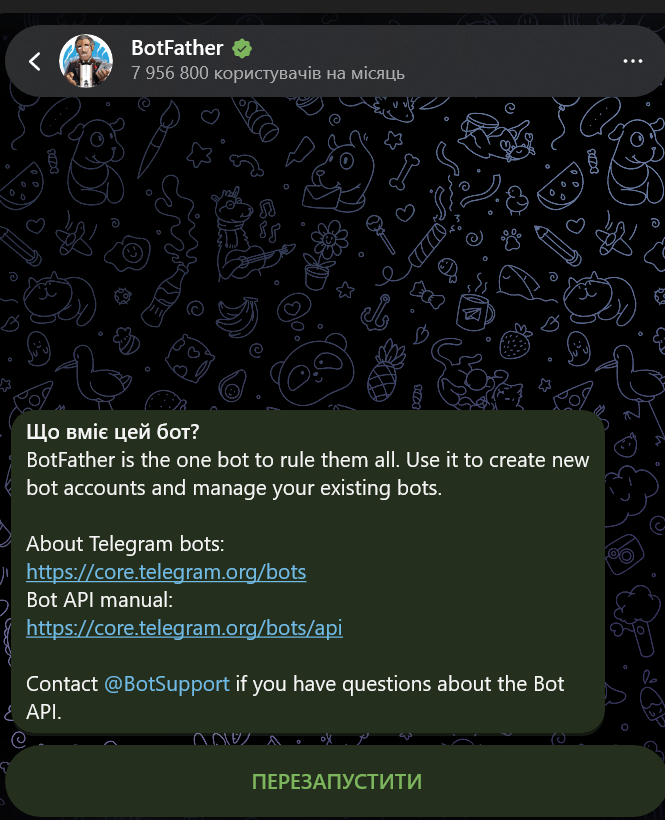 BotFather
7 956 800 користувачів на місяць
Що вміє цей бот?
BotFather is the one bot to rule them all. Use it to create new
bot accounts and manage your existing bots.
About Telegram bots:
https://core.telegram.org/bots
Bot API manual:
https://core.telegram.org/bots/api
Contact @BotSupport if you have questions about the Bot
API.
ПЕРЕЗАПУСТИТИ